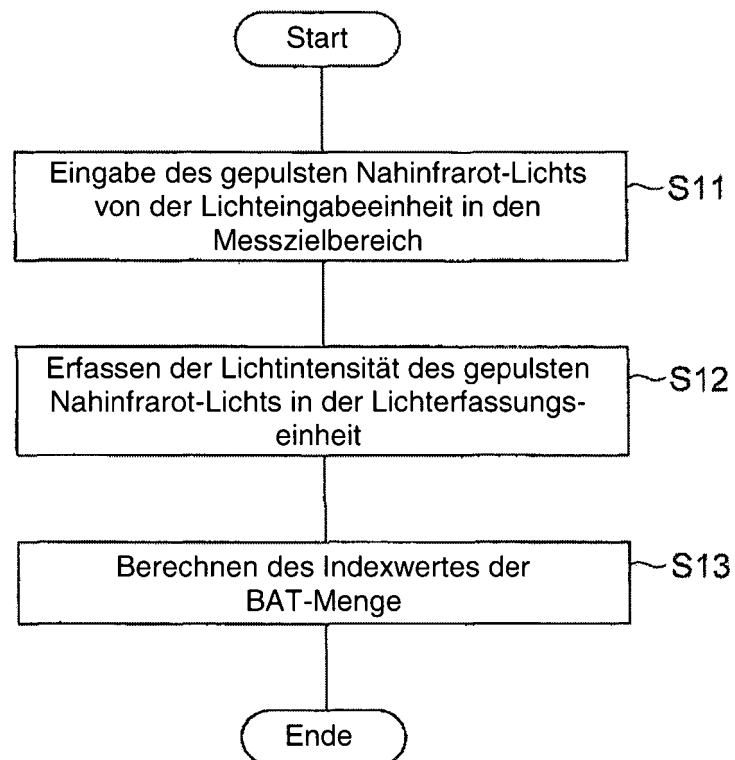 Start
Eingabe des gepulsten Nahinfrarot-Lichts
von der Lichteingabeeinheit in den
Messzielbereich
S11
Erfassen der Lichtintensität des gepulsten
Nahinfrarot-Lichts in der Lichterfassungs-
einheit
S12
Berechnen des Indexwertes der
BAT-Menge
S13
Ende